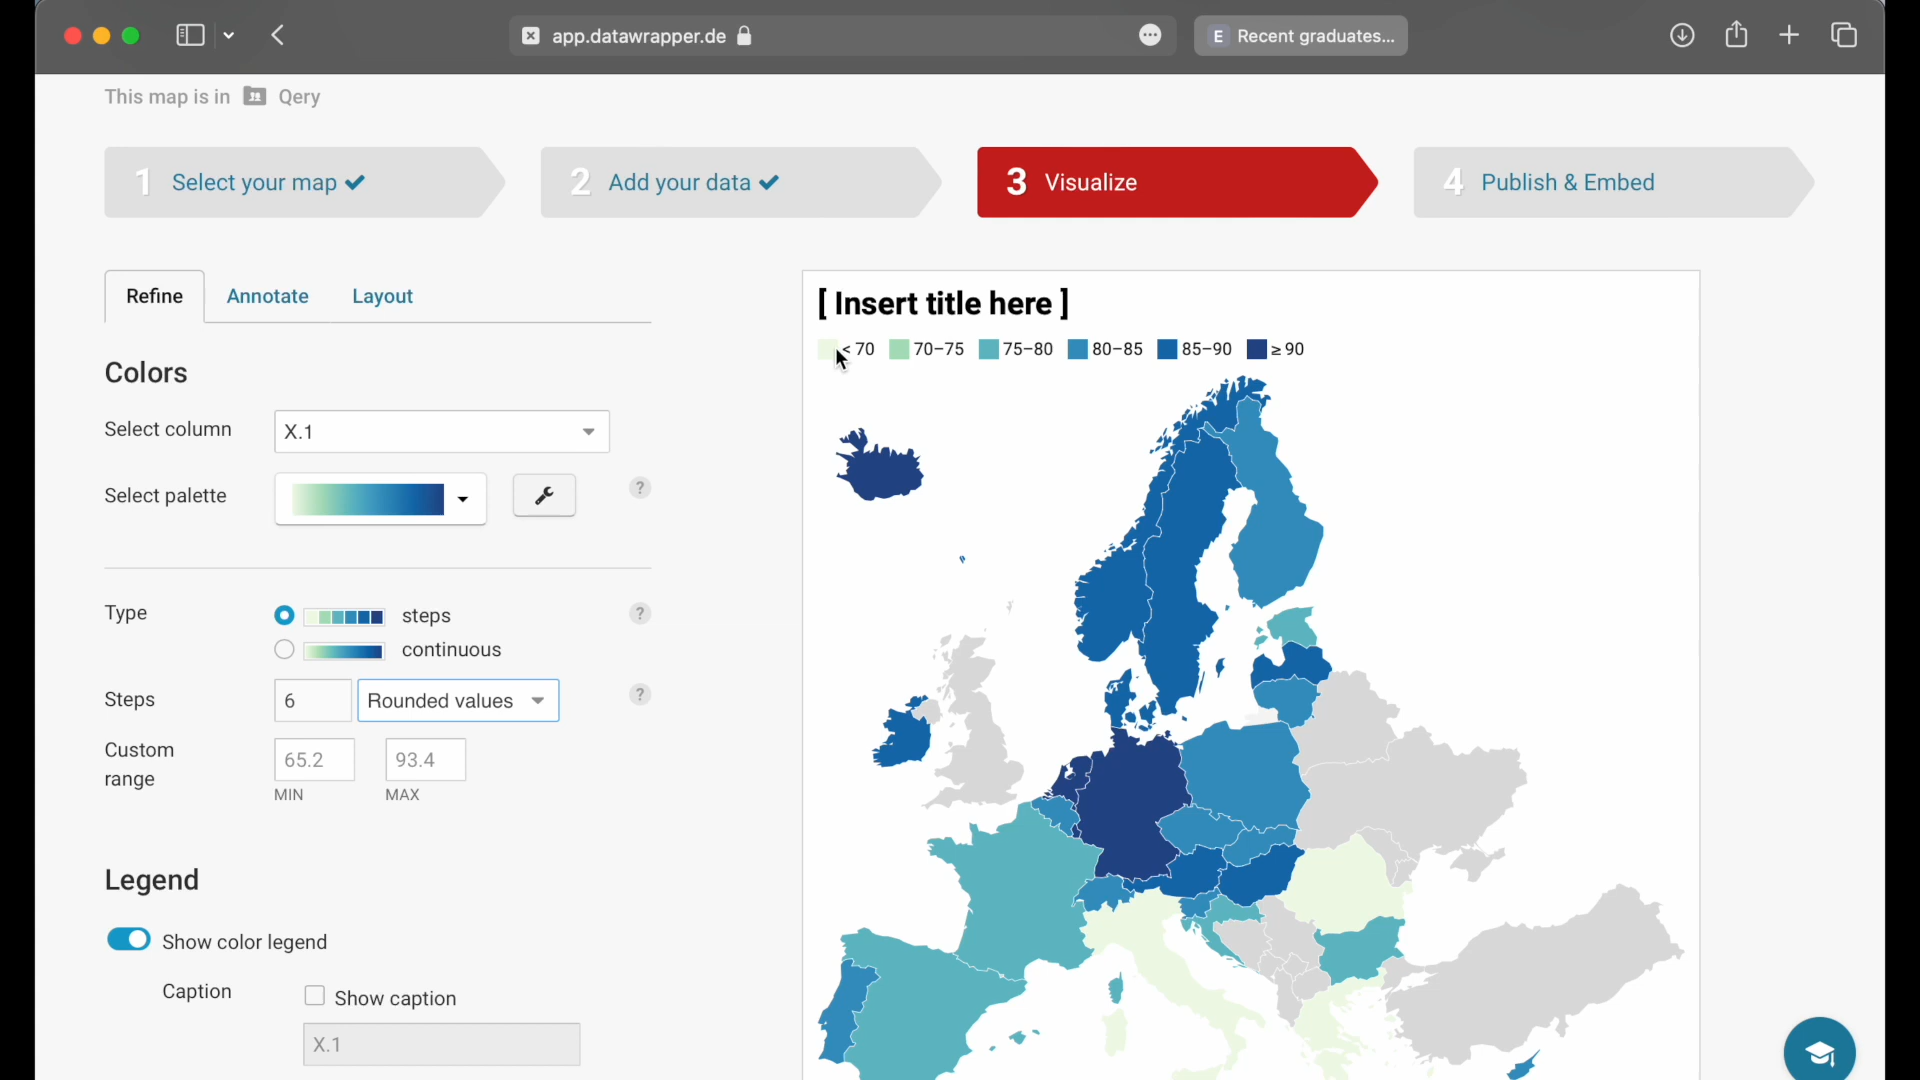 app.datawrapper.de
E Recent graduates...
This map is in Qery
1 Select your map
2 Add your data
3 Visualize
4 Publish & Embed
Refine Annotate Layout
Colors
Select column X.1
Select palette ?
Type steps ?
continuous
Steps 6 Rounded values ?
Custom range 65.2 93.4
MIN MAX
Legend
Show color legend
Caption Show caption
X.1
[ Insert title here ]
< 70 70–75 75–80 80–85 85–90 ≥ 90